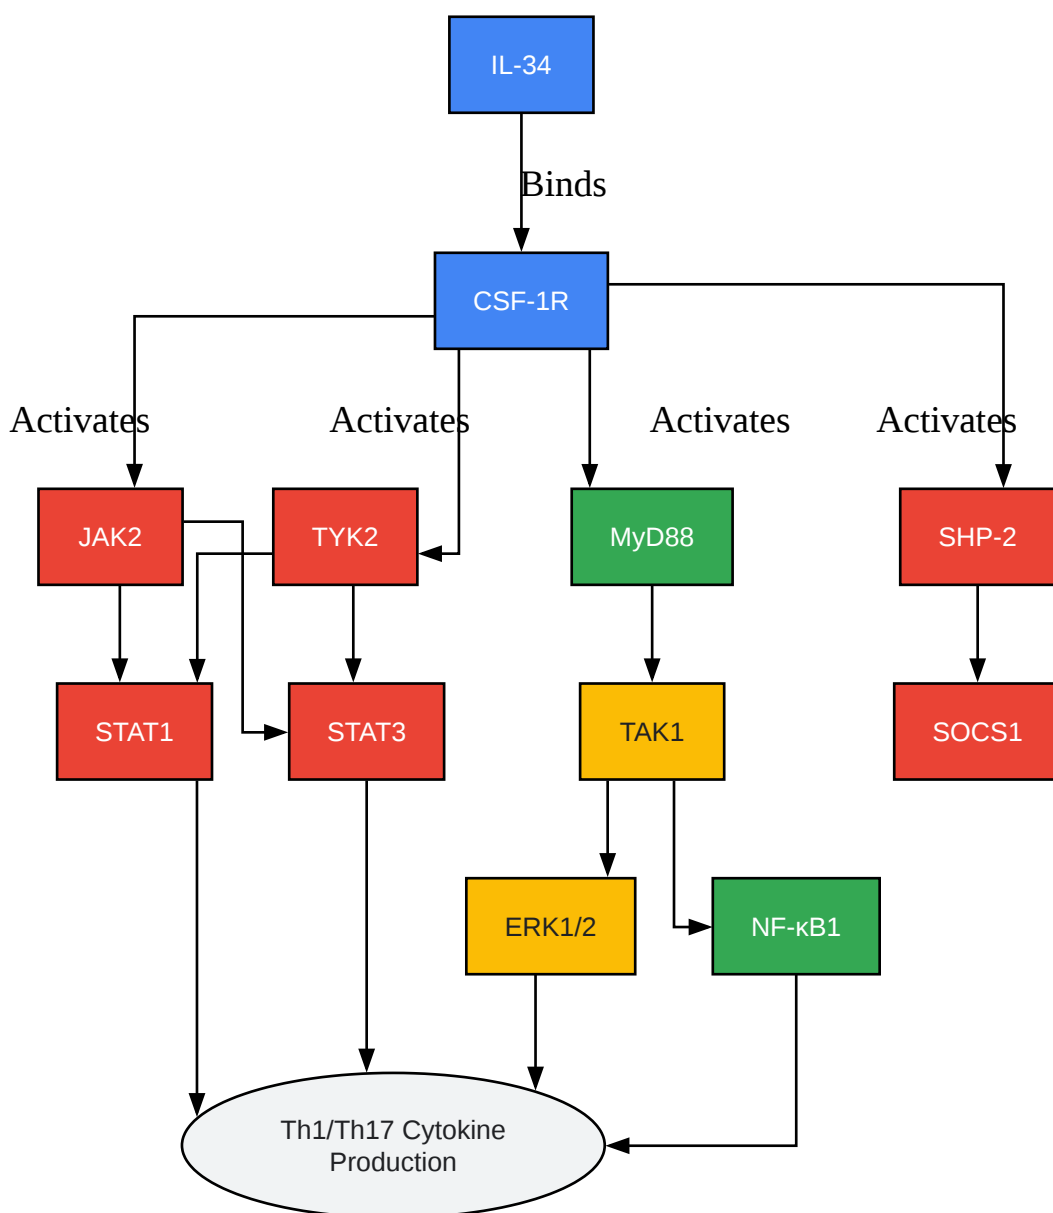 IL-34
Binds
CSF-1R
Activates
Activates
Activates
Activates
JAK2
TYK2
MyD88
SHP-2
STAT1
STAT3
TAK1
SOCS1
ERK1/2
NF-κB1
Th1/Th17 Cytokine
Production